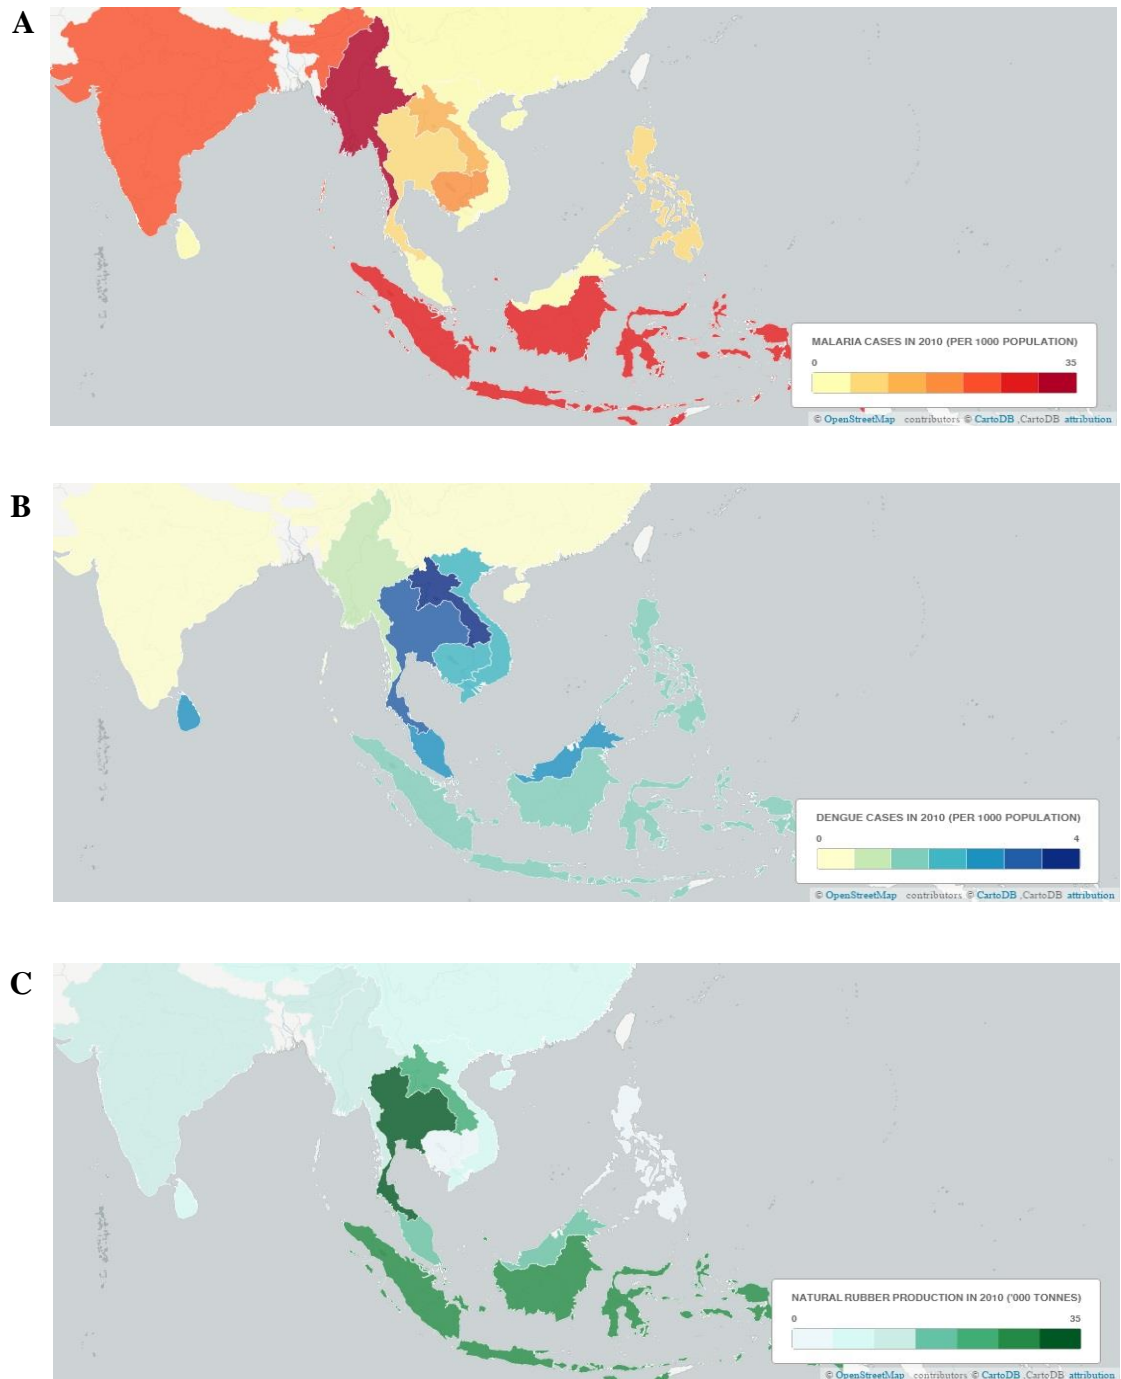 A
MALARIA CASES IN 2010 (PER 1000 POPULATION)
0 35
© OpenStreetMap contributors © CartoDB ,CartoDB attribution
B
DENGUE CASES IN 2010 (PER 1000 POPULATION)
0 4
© OpenStreetMap contributors © CartoDB ,CartoDB attribution
C
NATURAL RUBBER PRODUCTION IN 2010 ('000 TONNES)
0 35
© OpenStreetMap contributors © CartoDB ,CartoDB attribution